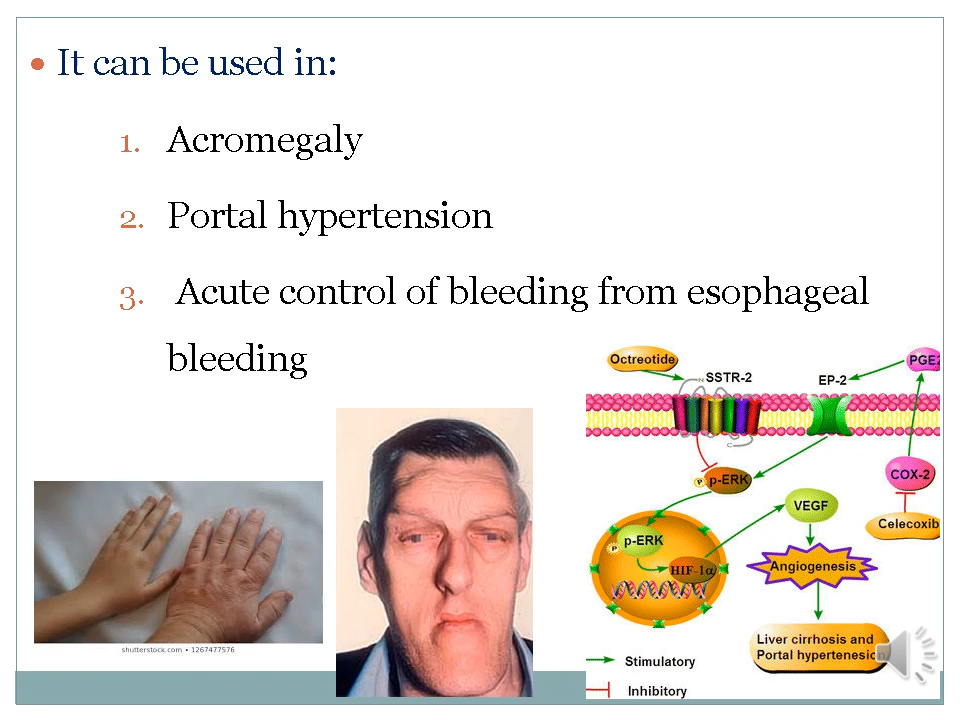 • It can be used in:
1. Acromegaly
2. Portal hypertension
3. Acute control of bleeding from esophageal
bleeding
Octreotide
SSTR-2
EP-2
PGE2
N
C
P
p-ERK
COX-2
Celecoxib
VEGF
P
p-ERK
HIF-1α
Angiogenesis
Liver cirrhosis and
Portal hypertenesion
Stimulatory
Inhibitory
shutterstock.com • 1267477576